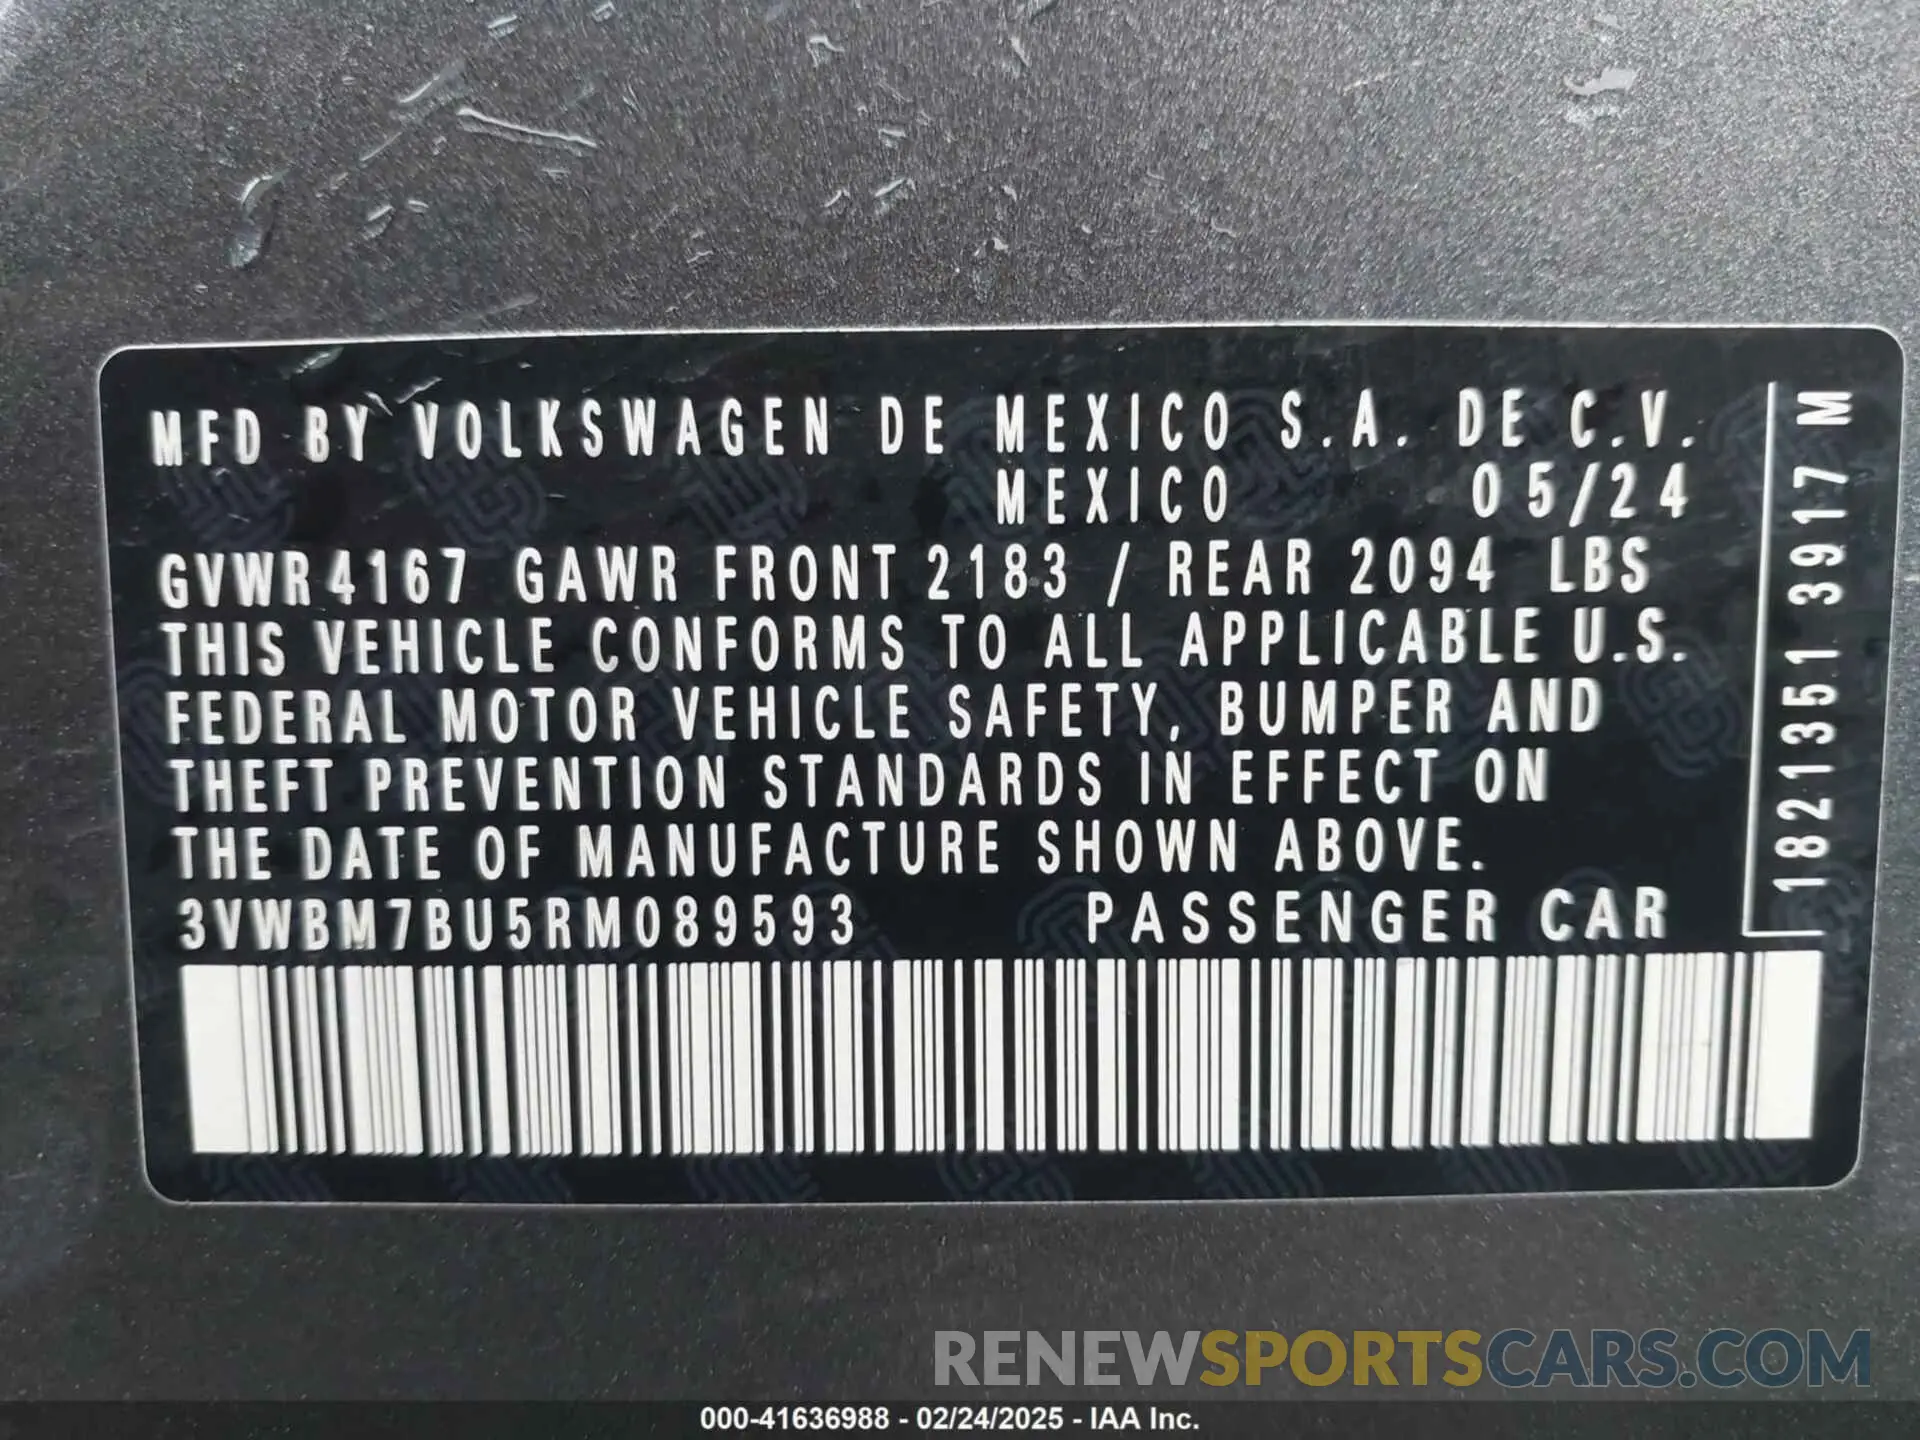 MFD BY VOLKSWAGEN DE MEXICO S.A. DE C.V.
MEXICO 05/24
GVWR4167 GAWR FRONT 2183 / REAR 2094 LBS
THIS VEHICLE CONFORMS TO ALL APPLICABLE U.S.
FEDERAL MOTOR VEHICLE SAFETY, BUMPER AND
THEFT PREVENTION STANDARDS IN EFFECT ON
THE DATE OF MANUFACTURE SHOWN ABOVE.
3VWBM7BU5RM089593 PASSENGER CAR
1821351 3917 M
RENEWSPORTSCARS.COM
000-41636988 - 02/24/2025 - IAA Inc.